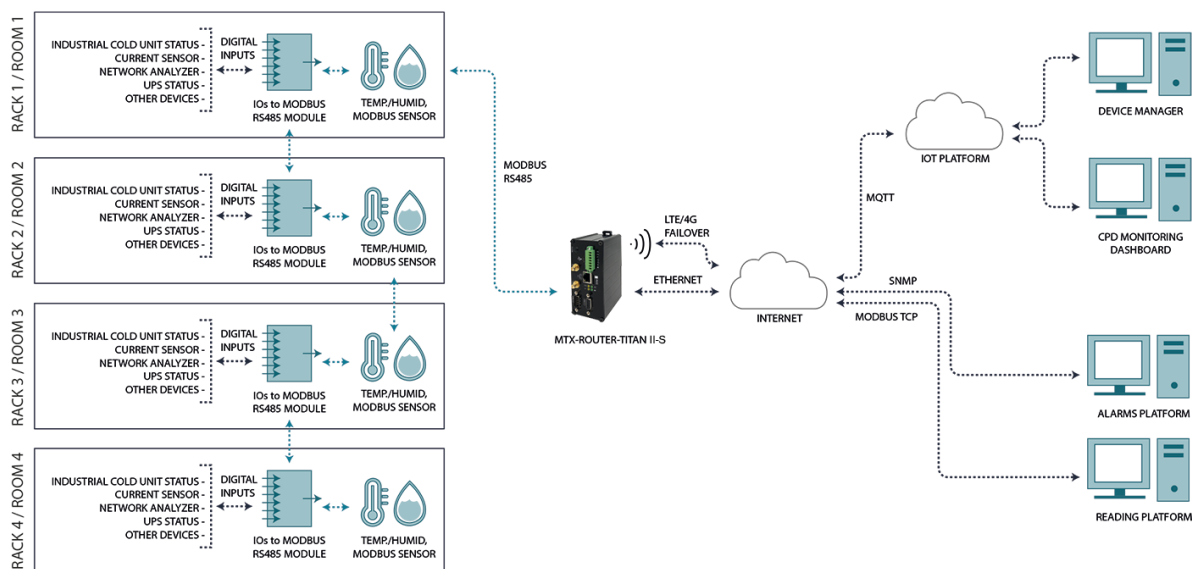 RACK 1 / ROOM 1
INDUSTRIAL COLD UNIT STATUS -
CURRENT SENSOR -
NETWORK ANALYZER -
UPS STATUS -
OTHER DEVICES -
DIGITAL
INPUTS
IOs to MODBUS
RS485 MODULE
TEMP./HUMID,
MODBUS SENSOR
RACK 2 / ROOM 2
INDUSTRIAL COLD UNIT STATUS -
CURRENT SENSOR -
NETWORK ANALYZER -
UPS STATUS -
OTHER DEVICES -
DIGITAL
INPUTS
IOs to MODBUS
RS485 MODULE
TEMP./HUMID,
MODBUS SENSOR
RACK 3 / ROOM 3
INDUSTRIAL COLD UNIT STATUS -
CURRENT SENSOR -
NETWORK ANALYZER -
UPS STATUS -
OTHER DEVICES -
DIGITAL
INPUTS
IOs to MODBUS
RS485 MODULE
TEMP./HUMID,
MODBUS SENSOR
RACK 4 / ROOM 4
INDUSTRIAL COLD UNIT STATUS -
CURRENT SENSOR -
NETWORK ANALYZER -
UPS STATUS -
OTHER DEVICES -
DIGITAL
INPUTS
IOs to MODBUS
RS485 MODULE
TEMP./HUMID,
MODBUS SENSOR
MODBUS
RS485
MTX-ROUTER-TITAN II-S
LTE/4G
FAILOVER
ETHERNET
INTERNET
MQTT
SNMP
MODBUS TCP
IOT PLATFORM
DEVICE MANAGER
CPD MONITORING
DASHBOARD
ALARMS PLATFORM
READING PLATFORM